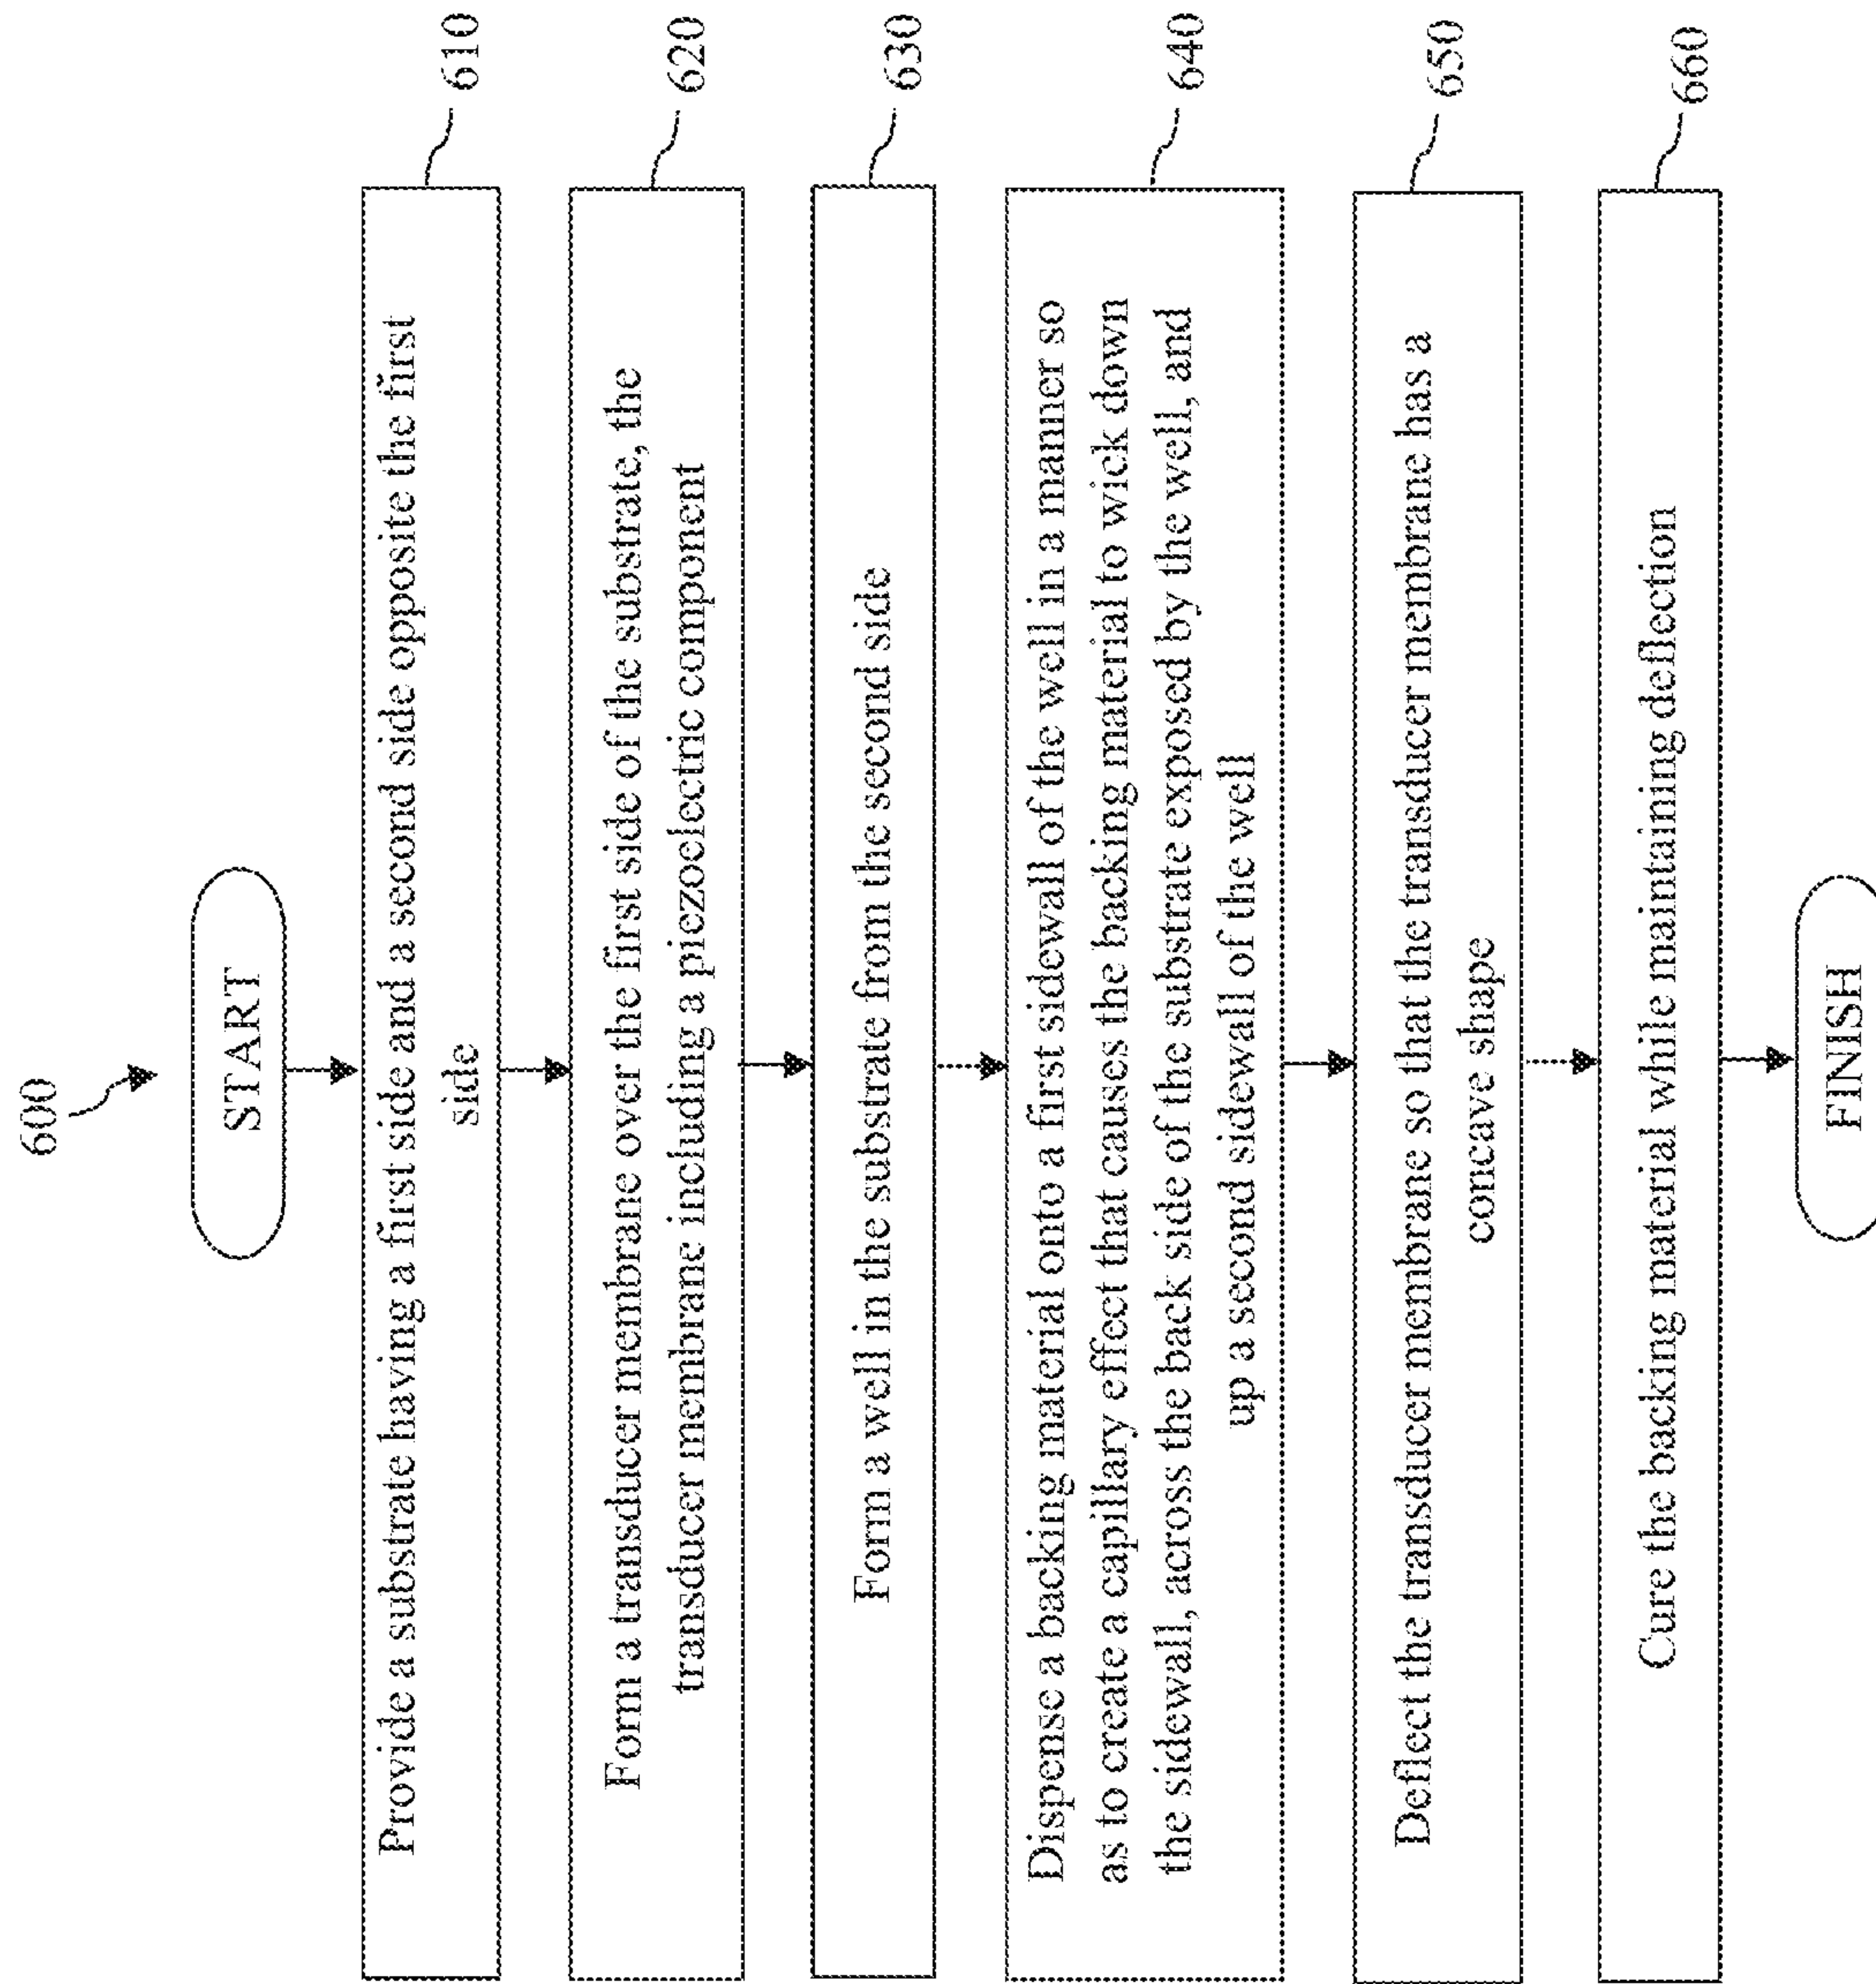 600
START
Provide a substrate having a first side and a second side opposite the first
side
610
Form a transducer membrane over the first side of the substrate, the
transducer membrane including a piezoelectric component
620
Form a well in the substrate from the second side
630
Dispense a backing material onto a first sidewall of the well in a manner so
as to create a capillary effect that causes the backing material to wick down
the sidewall, across the back side of the substrate exposed by the well, and
up a second sidewall of the well
640
Deflect the transducer membrane so that the transducer membrane has a
concave shape
650
Cure the backing material while maintaining deflection
660
FINISH